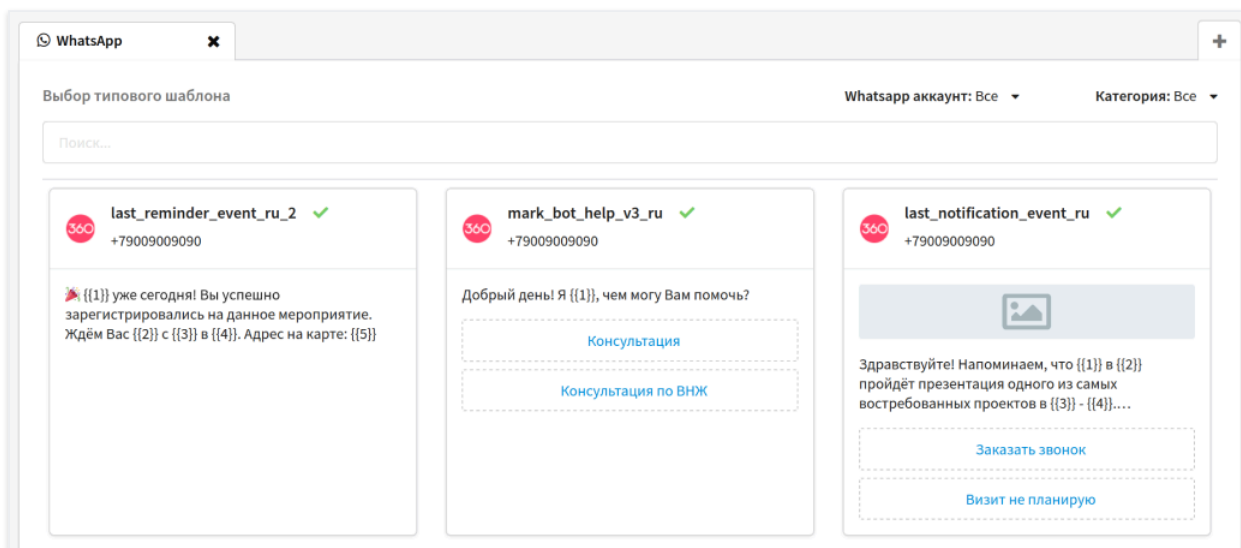 WhatsApp
Выбор типового шаблона
Whatsapp аккаунт: Все
Категория: Все
Поиск...
360
last_reminder_event_ru_2
+79009009090
🎉 {{1}} уже сегодня! Вы успешно
зарегистрировались на данное мероприятие.
Ждём Вас {{2}} с {{3}} в {{4}}. Адрес на карте: {{5}}
360
mark_bot_help_v3_ru
+79009009090
Добрый день! Я {{1}}, чем могу Вам помочь?
Консультация
Консультация по ВНЖ
360
last_notification_event_ru
+79009009090
Здравствуйте! Напоминаем, что {{1}} в {{2}}
пройдёт презентация одного из самых
востребованных проектов в {{3}} - {{4}}....
Заказать звонок
Визит не планирую